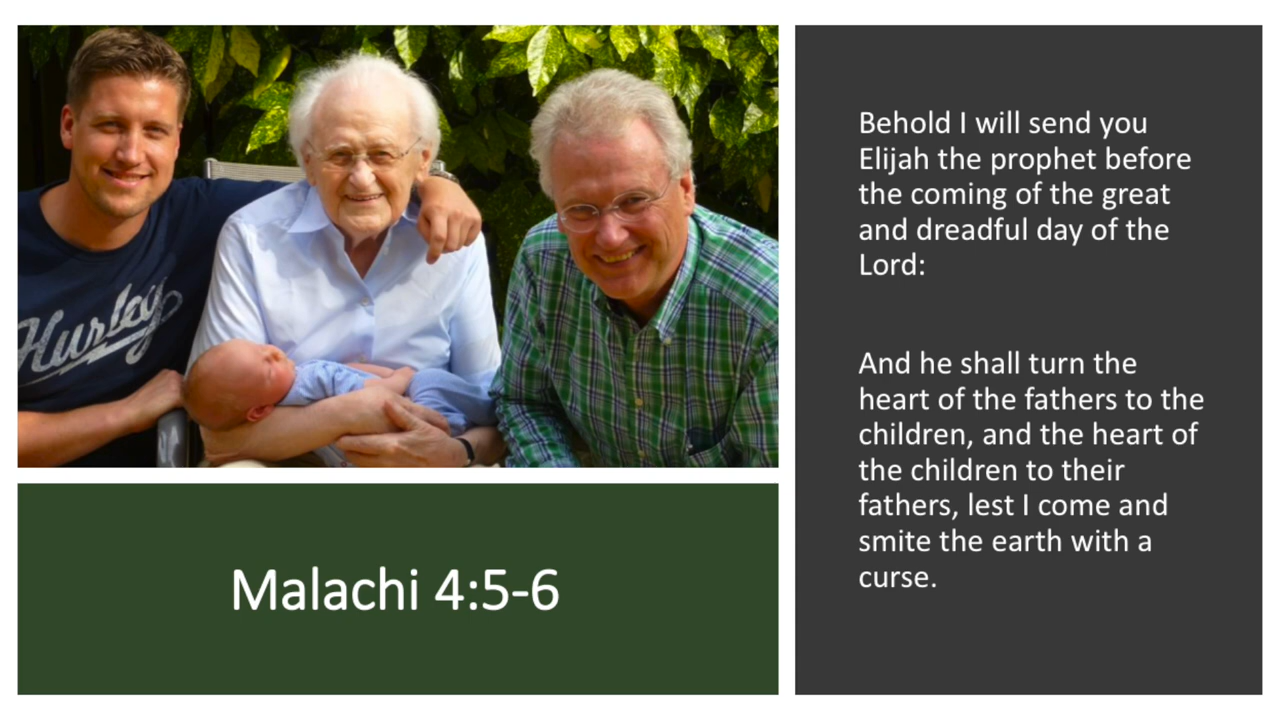 Hurley
Malachi 4:5-6
Behold I will send you
Elijah the prophet before
the coming of the great
and dreadful day of the
Lord:
And he shall turn the
heart of the fathers to the
children, and the heart of
the children to their
fathers, lest I come and
smite the earth with a
curse.